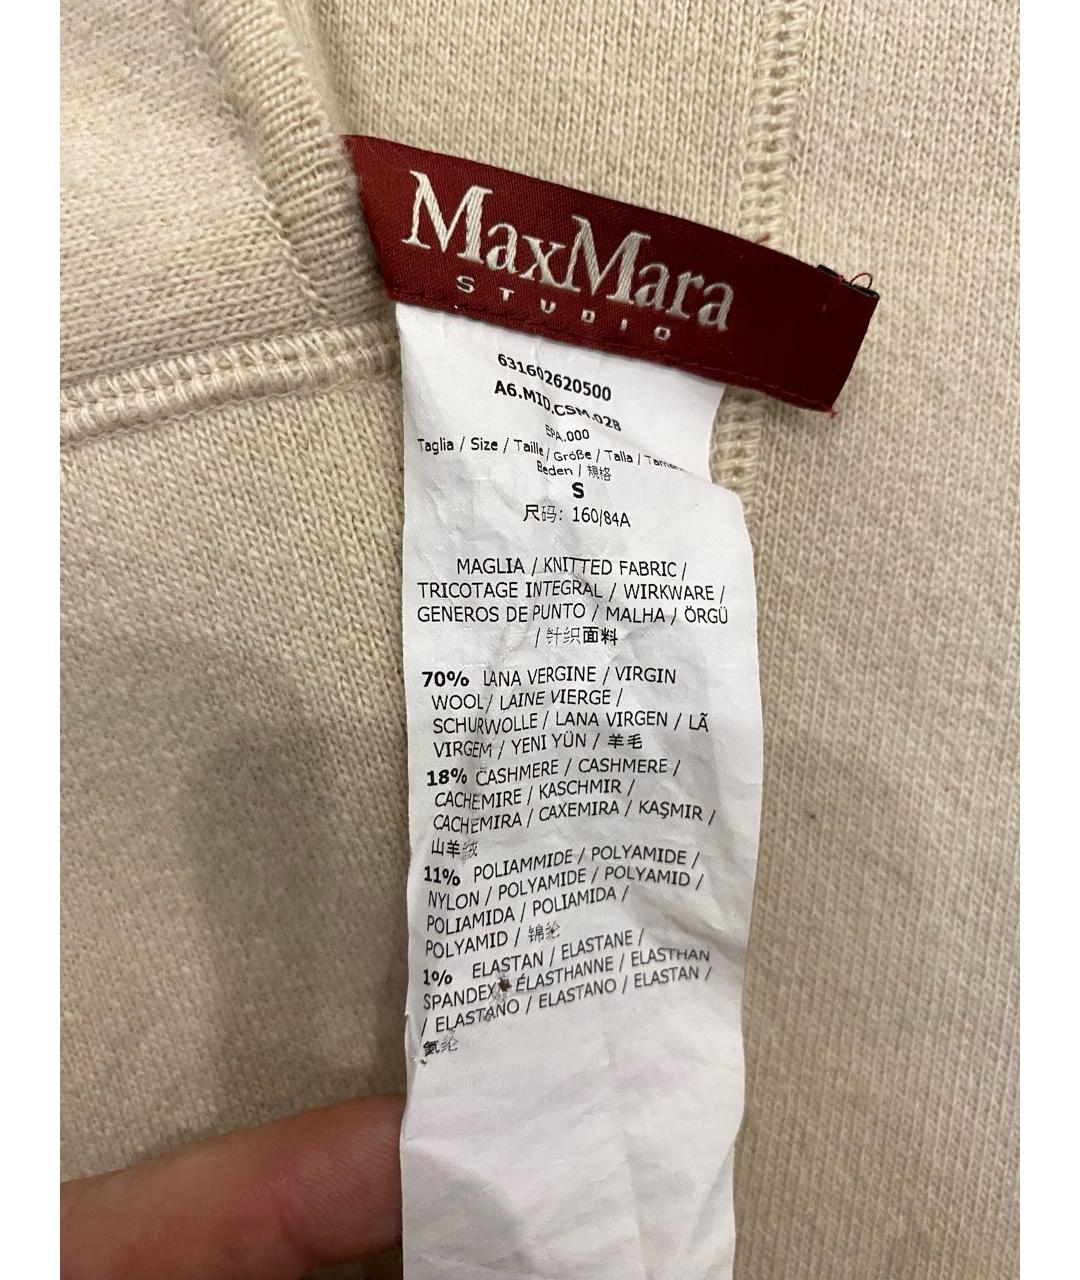 MaxMara
STUDIO
631602620500
A6.MID.CSM.02B
EPA.000
Taglia / Size / Taille / Größe / Talla /
Beden / 规格
S
尺码: 160/84A
MAGLIA / KNITTED FABRIC /
TRICOTAGE INTEGRAL / WIRKWARE /
GENEROS DE PUNTO / MALHA / ÖRGÜ
/ 针织面料
70% LANA VERGINE / VIRGIN
WOOL / LAINE VIERGE /
SCHURWOLLE / LANA VIRGEN / LÃ
VIRGEM / YENI YÜN / 羊毛
18% CASHMERE / CASHMERE /
CACHEMIRE / KASCHMIR /
CACHEMIRA / CAXEMIRA / KAŞMIR /
山羊绒
11% POLIAMMIDE / POLYAMIDE /
NYLON / POLYAMIDE / POLYAMID /
POLIAMIDA / POLIAMIDA /
POLYAMID / 锦纶
1% ELASTAN / ELASTANE /
SPANDEX / ÉLASTHANNE / ELASTHAN
/ ELASTANO / ELASTANO / ELASTAN /
氨纶